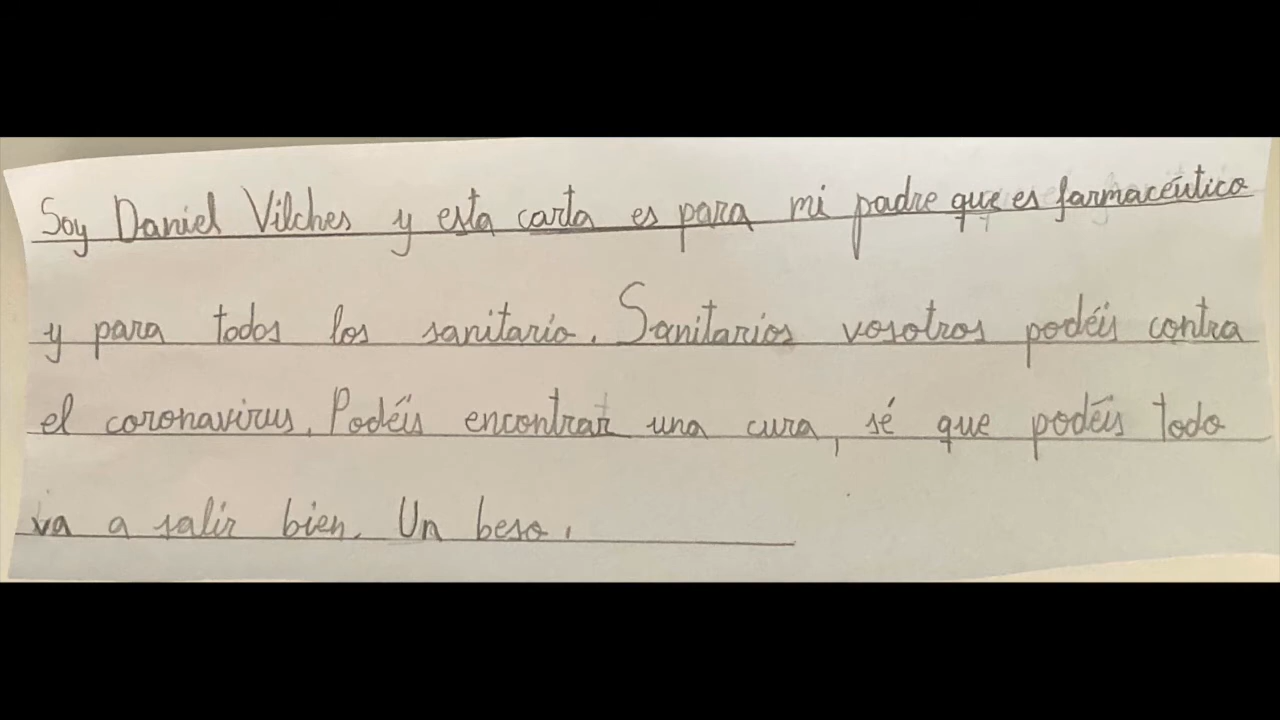 Soy Daniel Vilches y esta carta es para mi padre que es farmacéutico
y para todos los sanitario. Sanitarios vosotros podéis contra
el coronavirus. Podéis encontrar una cura, sé que podéis todo
va a salir bien. Un beso.